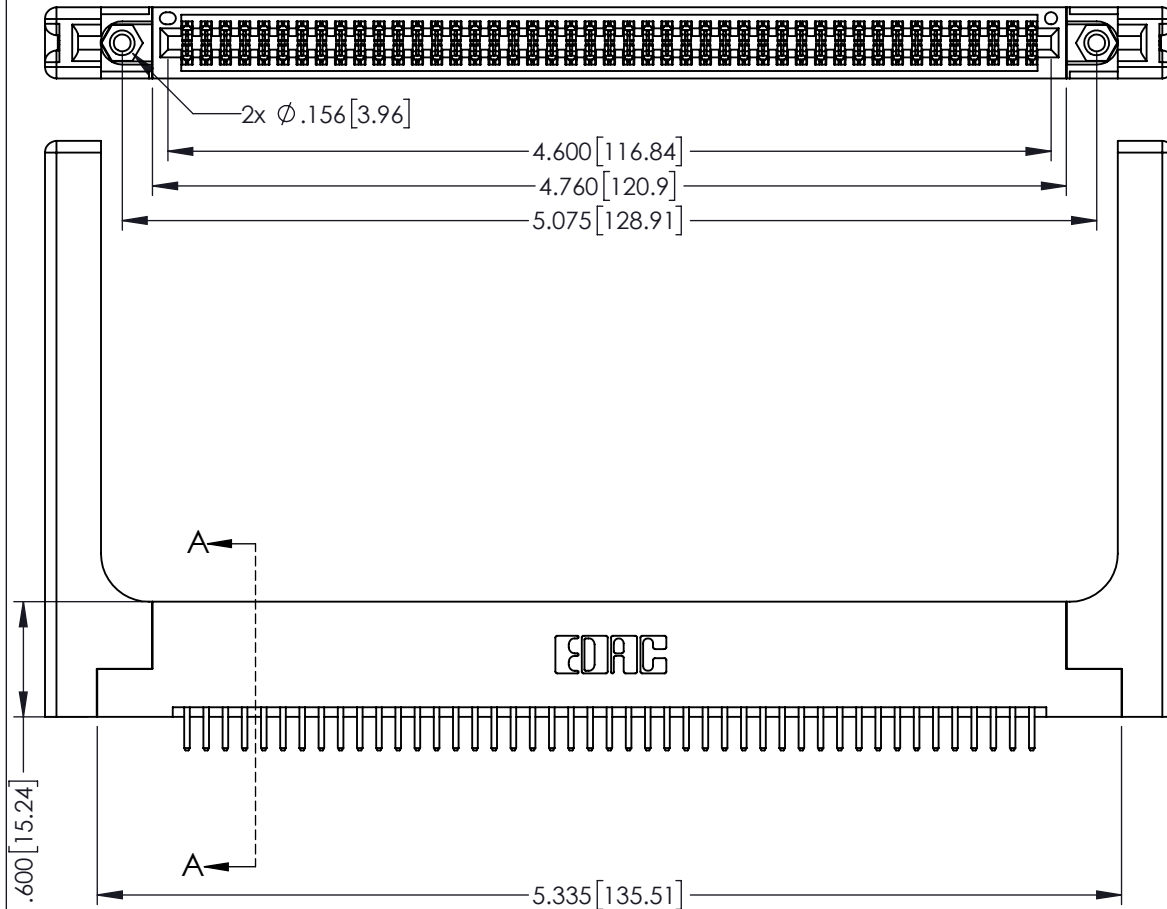 2x Ø.156[3.96]
4.600[116.84]
4.760[120.9]
5.075[128.91]
A
EDAC
.600[15.24]
A
5.335[135.51]